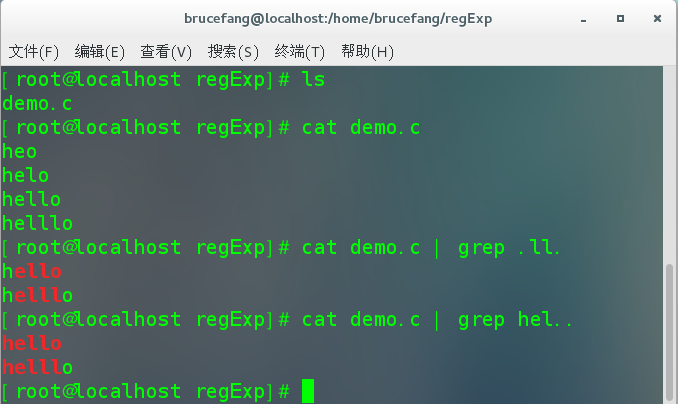 brucefang@localhost:/home/brucefang/regExp
文件(F) 编辑(E) 查看(V) 搜索(S) 终端(T) 帮助(H)
[root@localhost regExp]# ls
demo.c
[root@localhost regExp]# cat demo.c
heo
helo
hello
helllo
[root@localhost regExp]# cat demo.c | grep .ll.
hello
helllo
[root@localhost regExp]# cat demo.c | grep hel..
hello
helllo
[root@localhost regExp]#